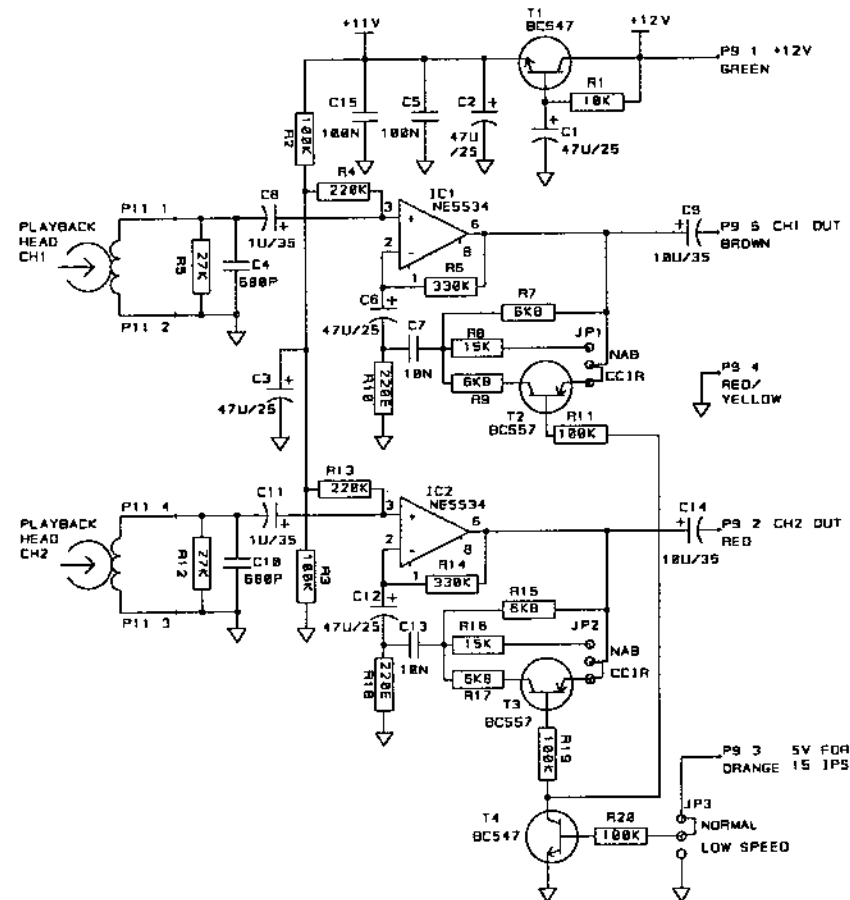 +11V
T1
BC547
+12V
P9 1 +12V
GREEN
R1
10K
C15
100N
C5
100N
C2
47U
/25
C1
47U/25
R2
100K
R4
220K
IC1
NE5534
P11 1
C8
1U/35
3
2
6
8
1
C9
10U/35
P9 5 CH1 OUT
BROWN
PLAYBACK
HEAD
CH1
R5
27K
C4
680P
R6
330K
P11 2
C6
47U/25
C7
10N
R7
6K8
R8
15K
JP1
NAB
CCIR
R9
6K8
T2
BC557
R10
220E
R11
100K
P9 4
RED/
YELLOW
C3
47U/25
R13
220K
IC2
NE5534
P11 4
C11
1U/35
3
2
6
8
1
C14
10U/35
P9 2 CH2 OUT
RED
PLAYBACK
HEAD
CH2
R12
27K
C10
680P
R3
100K
R14
330K
P11 3
C12
47U/25
C13
10N
R15
6K8
R16
15K
JP2
NAB
CCIR
R17
6K8
T3
BC557
R18
220E
R19
100K
P9 3 5V FOR
ORANGE 15 IPS
T4
BC547
R20
100K
JP3
NORMAL
LOW SPEED